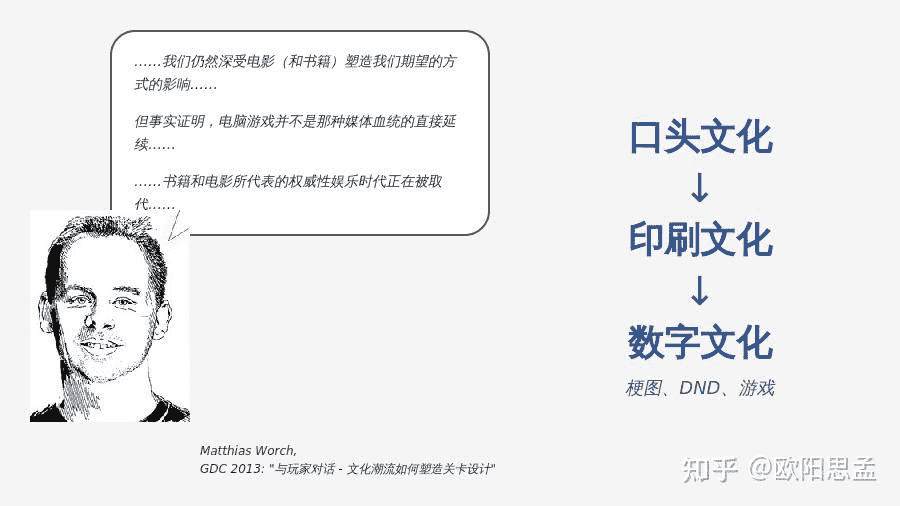 ……我们仍然深受电影（和书籍）塑造我们期望的方
式的影响……
但事实证明，电脑游戏并不是那种媒体血统的直接延
续……
……书籍和电影所代表的权威性娱乐时代正在被取
代……
口头文化
↓
印刷文化
↓
数字文化
梗图、DND、游戏
Matthias Worch,
GDC 2013: "与玩家对话 - 文化潮流如何塑造关卡设计"
知乎 @欧阳思孟